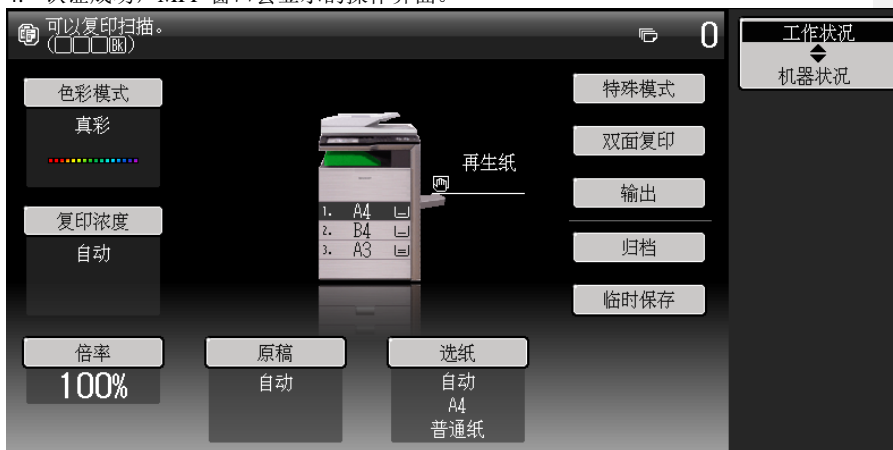 可以复印扫描。
(□□□BK)
0
工作状况
机器状况
色彩模式
真彩
特殊模式
双面复印
再生纸
输出
复印浓度
自动
1. A4
2. B4
3. A3
归档
临时保存
倍率
100%
原稿
自动
选纸
自动
A4
普通纸